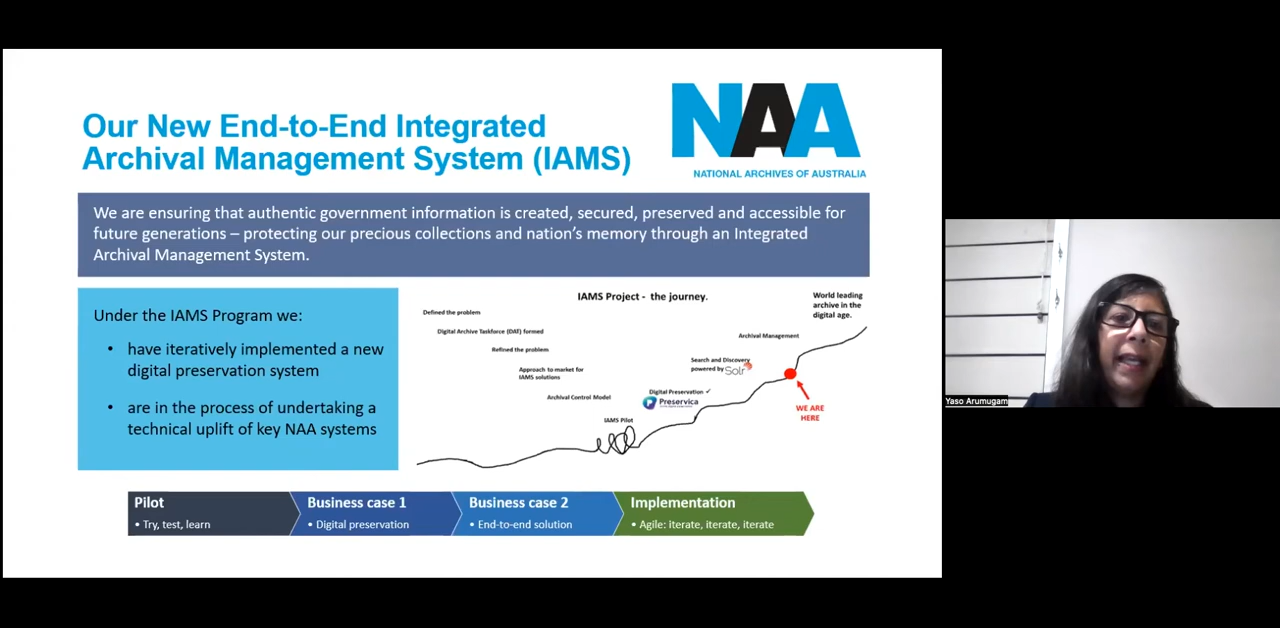 Our New End-to-End Integrated
Archival Management System (IAMS)
NAA
NATIONAL ARCHIVES OF AUSTRALIA
We are ensuring that authentic government information is created, secured, preserved and accessible for
future generations – protecting our precious collections and nation's memory through an Integrated
Archival Management System.
Under the IAMS Program we:
• have iteratively implemented a new
digital preservation system
• are in the process of undertaking a
technical uplift of key NAA systems
IAMS Project - the journey.
Defined the problem
Digital Archive Taskforce (DAT) formed
Refined the problem
Approach to market for
IAMS solutions
Archival Control Model
IAMS Pilot
Digital Preservation ✓
Preservica
Search and Discovery
powered by Solr
Archival Management
World leading
archive in the
digital age.
WE ARE
HERE
Pilot
• Try, test, learn
Business case 1
• Digital preservation
Business case 2
• End-to-end solution
Implementation
• Agile: iterate, iterate, iterate
Yaso Arumugam